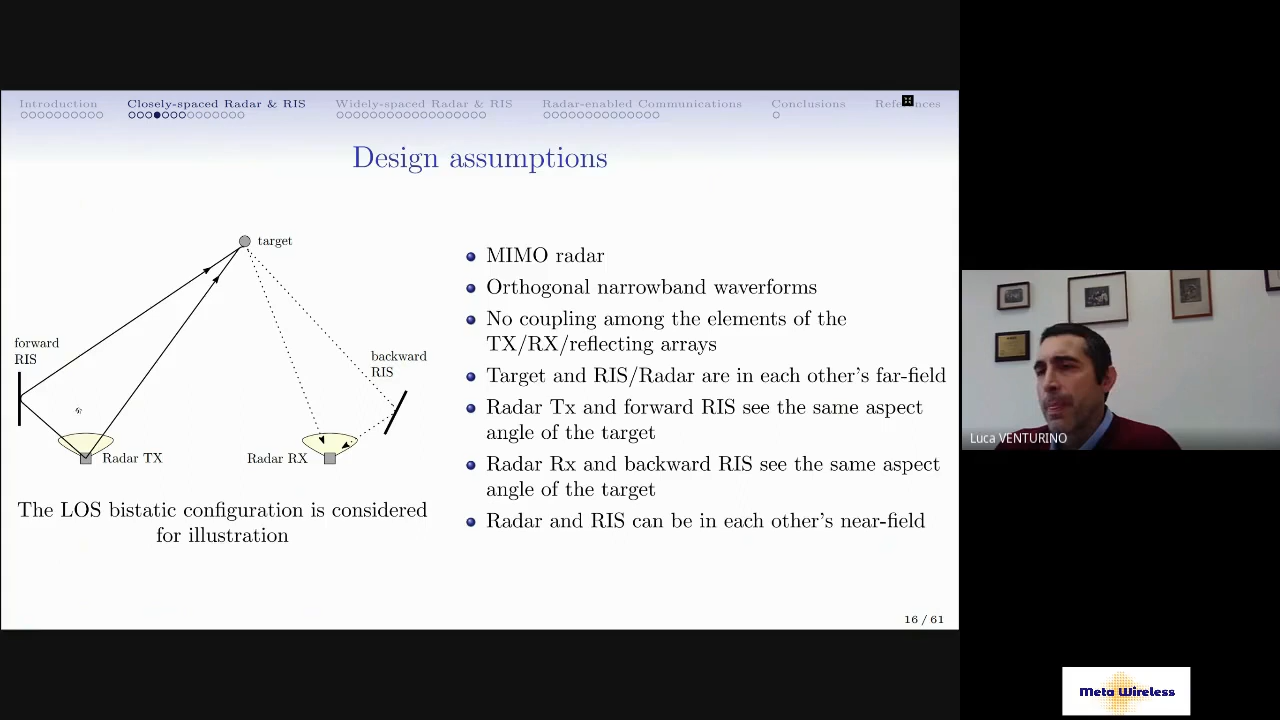 Introduction Closely-spaced Radar & RIS Widely-spaced Radar & RIS Radar-enabled Communications Conclusions
Design assumptions
target
forward
RIS
backward
RIS
Radar TX
Radar RX
The LOS bistatic configuration is considered
for illustration
MIMO radar
Orthogonal narrowband waverforms
No coupling among the elements of the
TX/RX/reflecting arrays
Target and RIS/Radar are in each other's far-field
Radar Tx and forward RIS see the same aspect
angle of the target
Radar Rx and backward RIS see the same aspect
angle of the target
Radar and RIS can be in each other's near-field
16 / 61
Luca VENTURINO
Meta Wireless